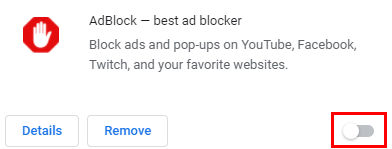 AdBlock — best ad blocker
Block ads and pop-ups on YouTube, Facebook,
Twitch, and your favorite websites.
Details
Remove